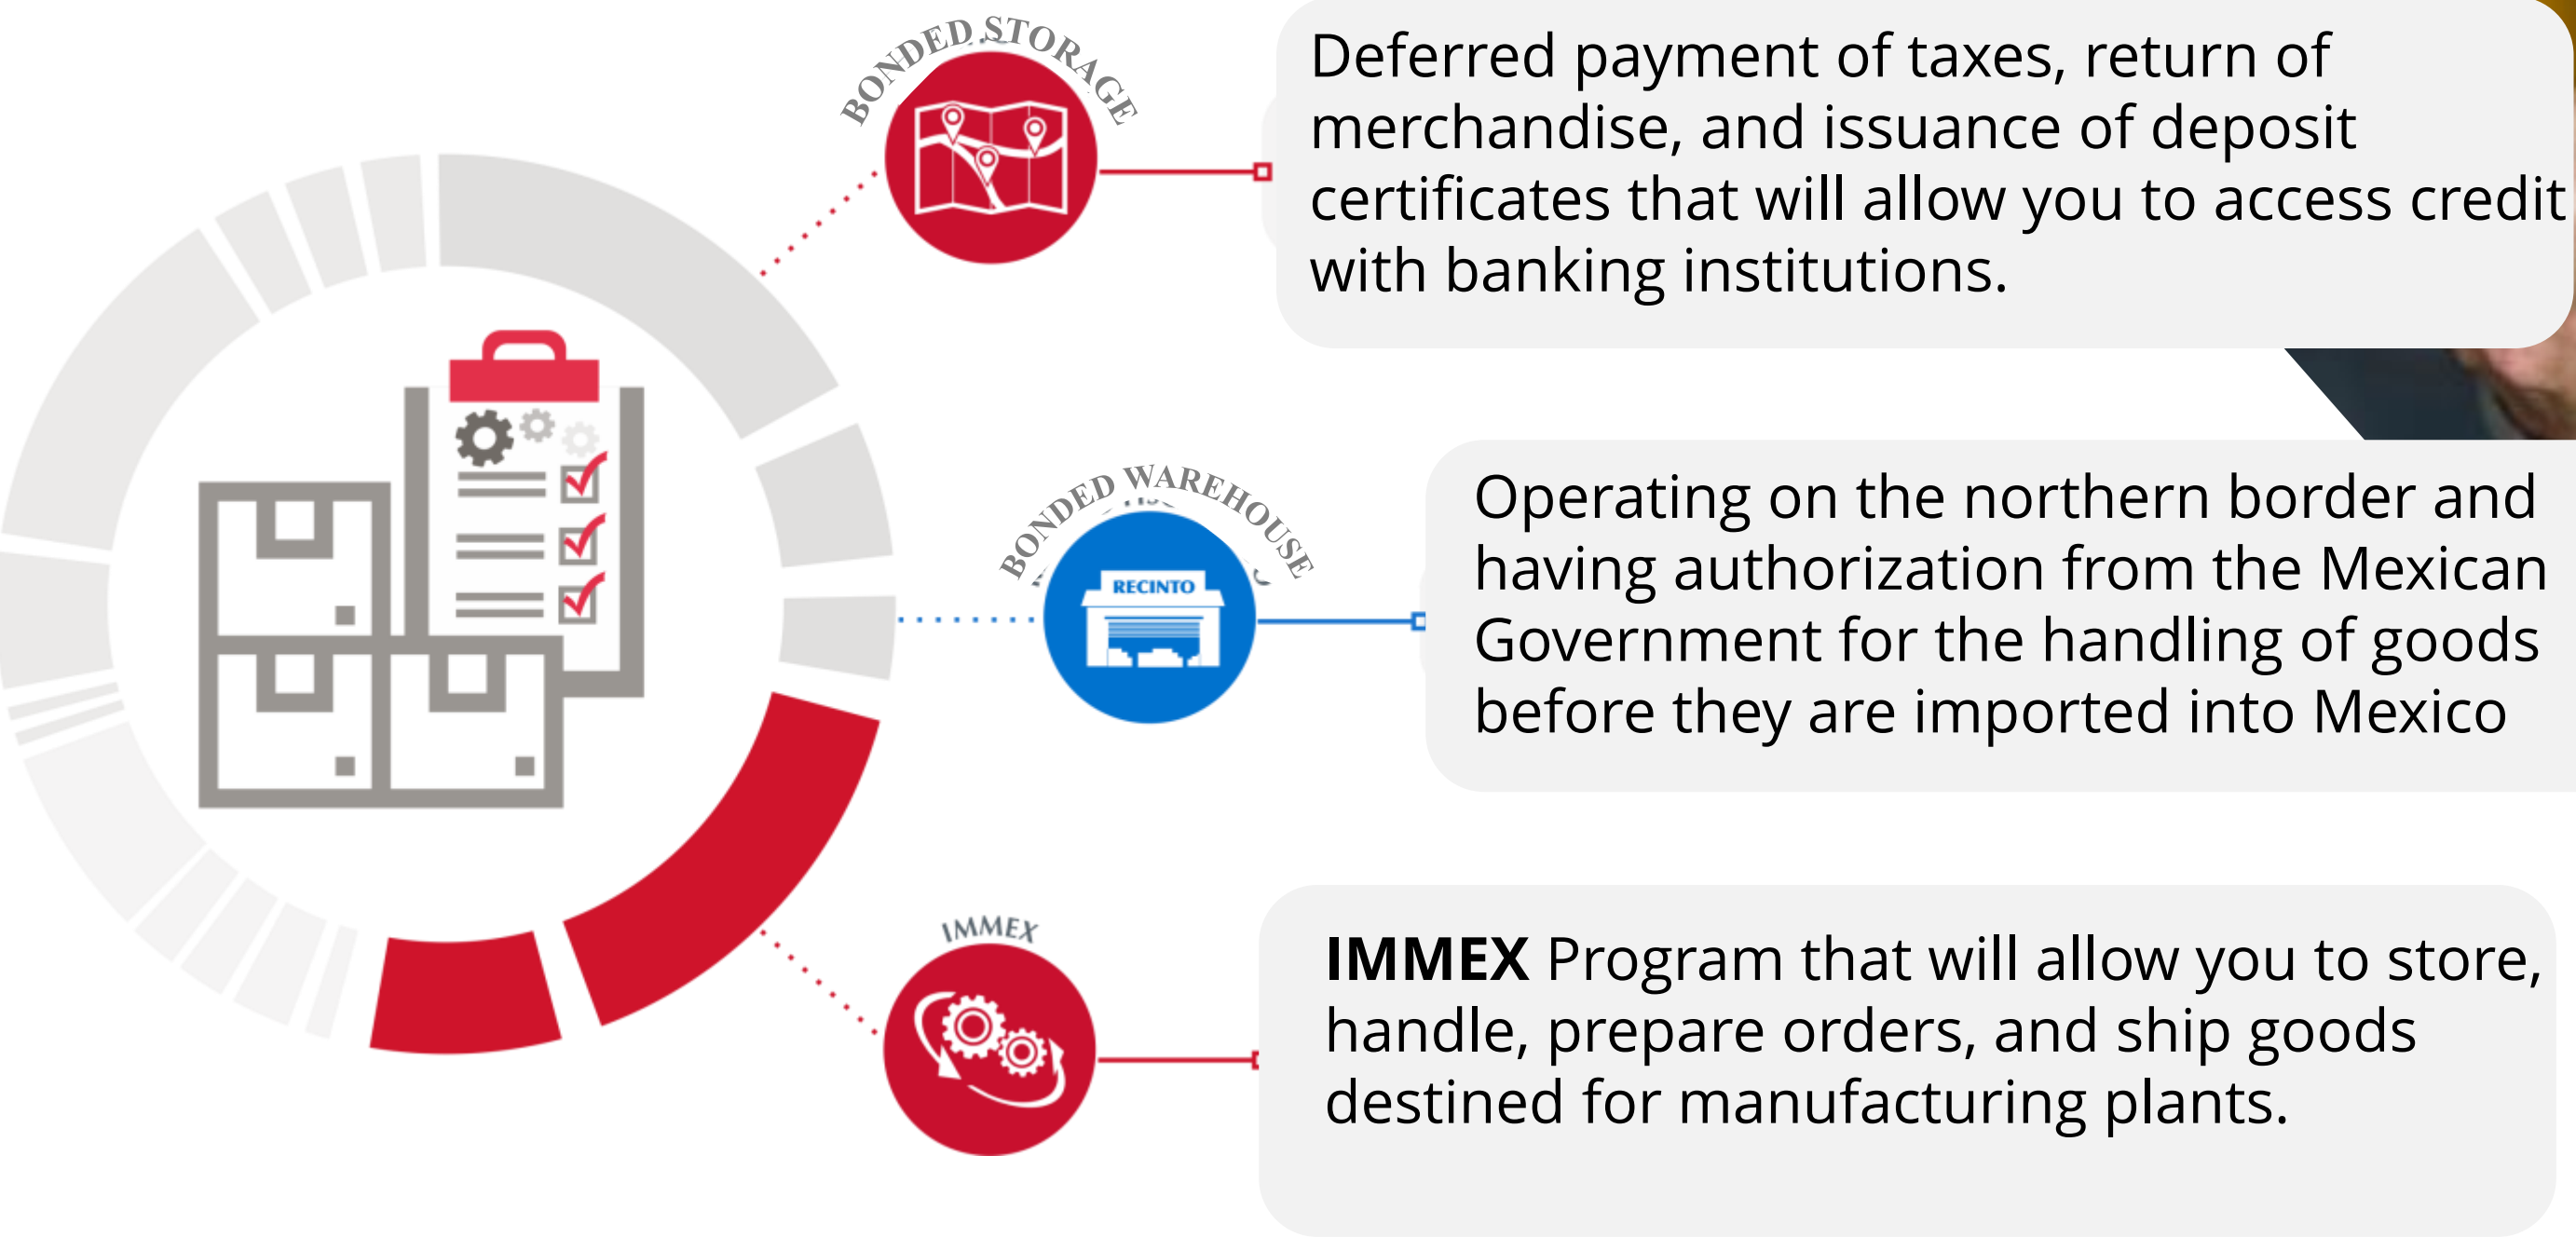 BONDED STORAGE
Deferred payment of taxes, return of
merchandise, and issuance of deposit
certificates that will allow you to access credit
with banking institutions.
BONDED WAREHOUSE
RECINTO
Operating on the northern border and
having authorization from the Mexican
Government for the handling of goods
before they are imported into Mexico
IMMEX
IMMEX Program that will allow you to store,
handle, prepare orders, and ship goods
destined for manufacturing plants.